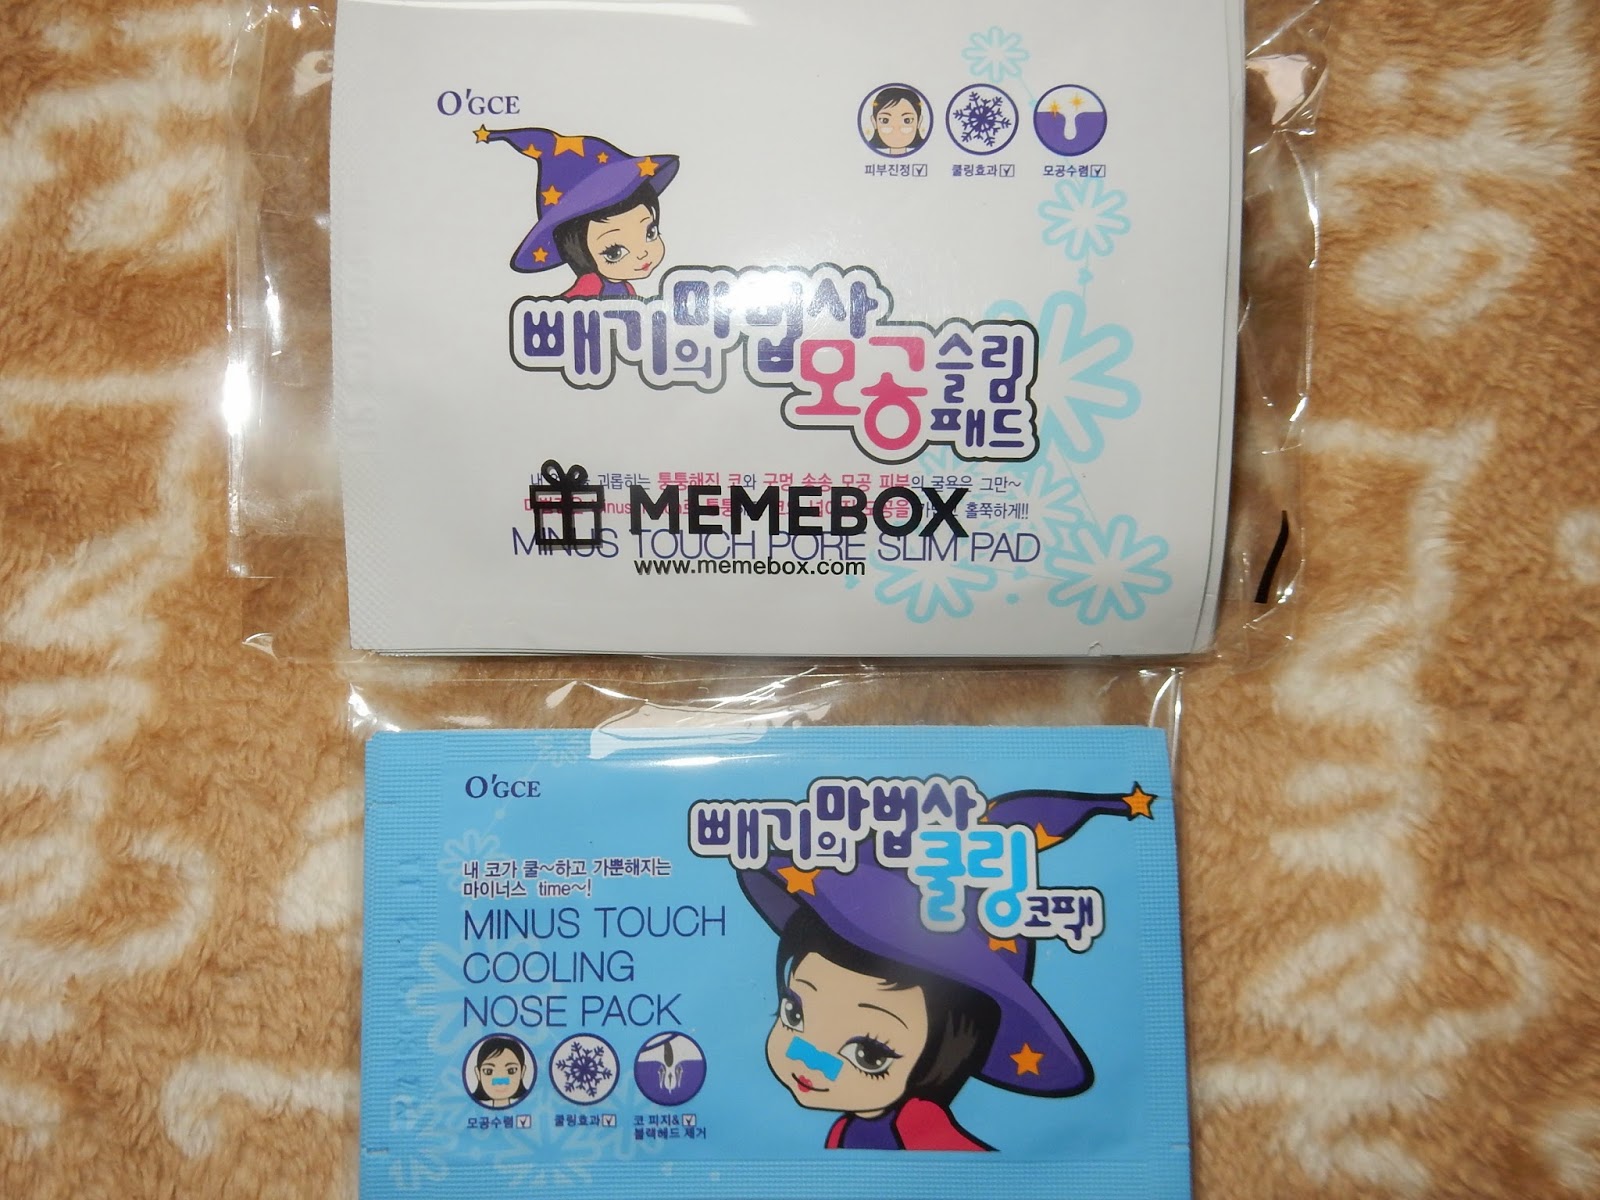 O'GCE
피부진정 쿨링효과 모공수렴
빼기의 마법사
모공 슬림
패드
괴롭히는 퉁퉁해진 코와 구멍 송송 모공 피부의 굴욕은 그만~
홀쭉하게!!
MEMEBOX
MINUS TOUCH PORE SLIM PAD
www.memebox.com
O'GCE
빼기의 마법사
쿨링
코팩
내 코가 쿨~하고 가뿐해지는
마이너스 time~!
MINUS TOUCH
COOLING
NOSE PACK
모공수렴 쿨링효과 코 피지&
블랙헤드 제거